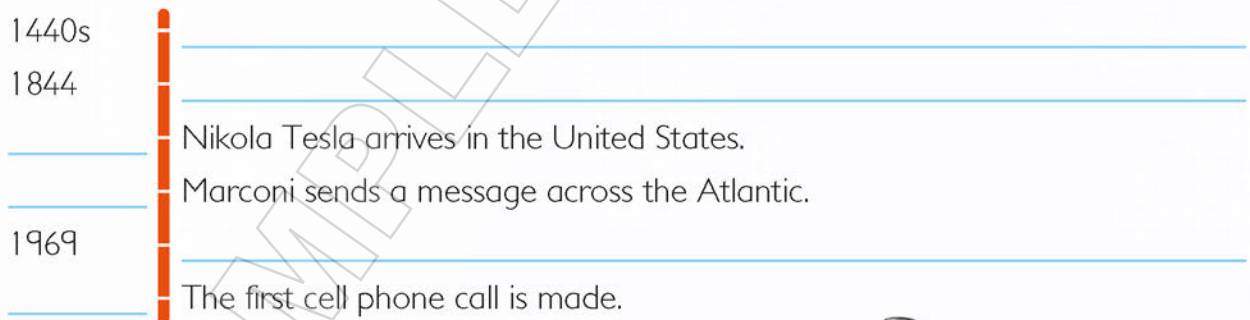 1440s
1844
Nikola Tesla arrives in the United States.
Marconi sends a message across the Atlantic.
1969
The first cell phone call is made.